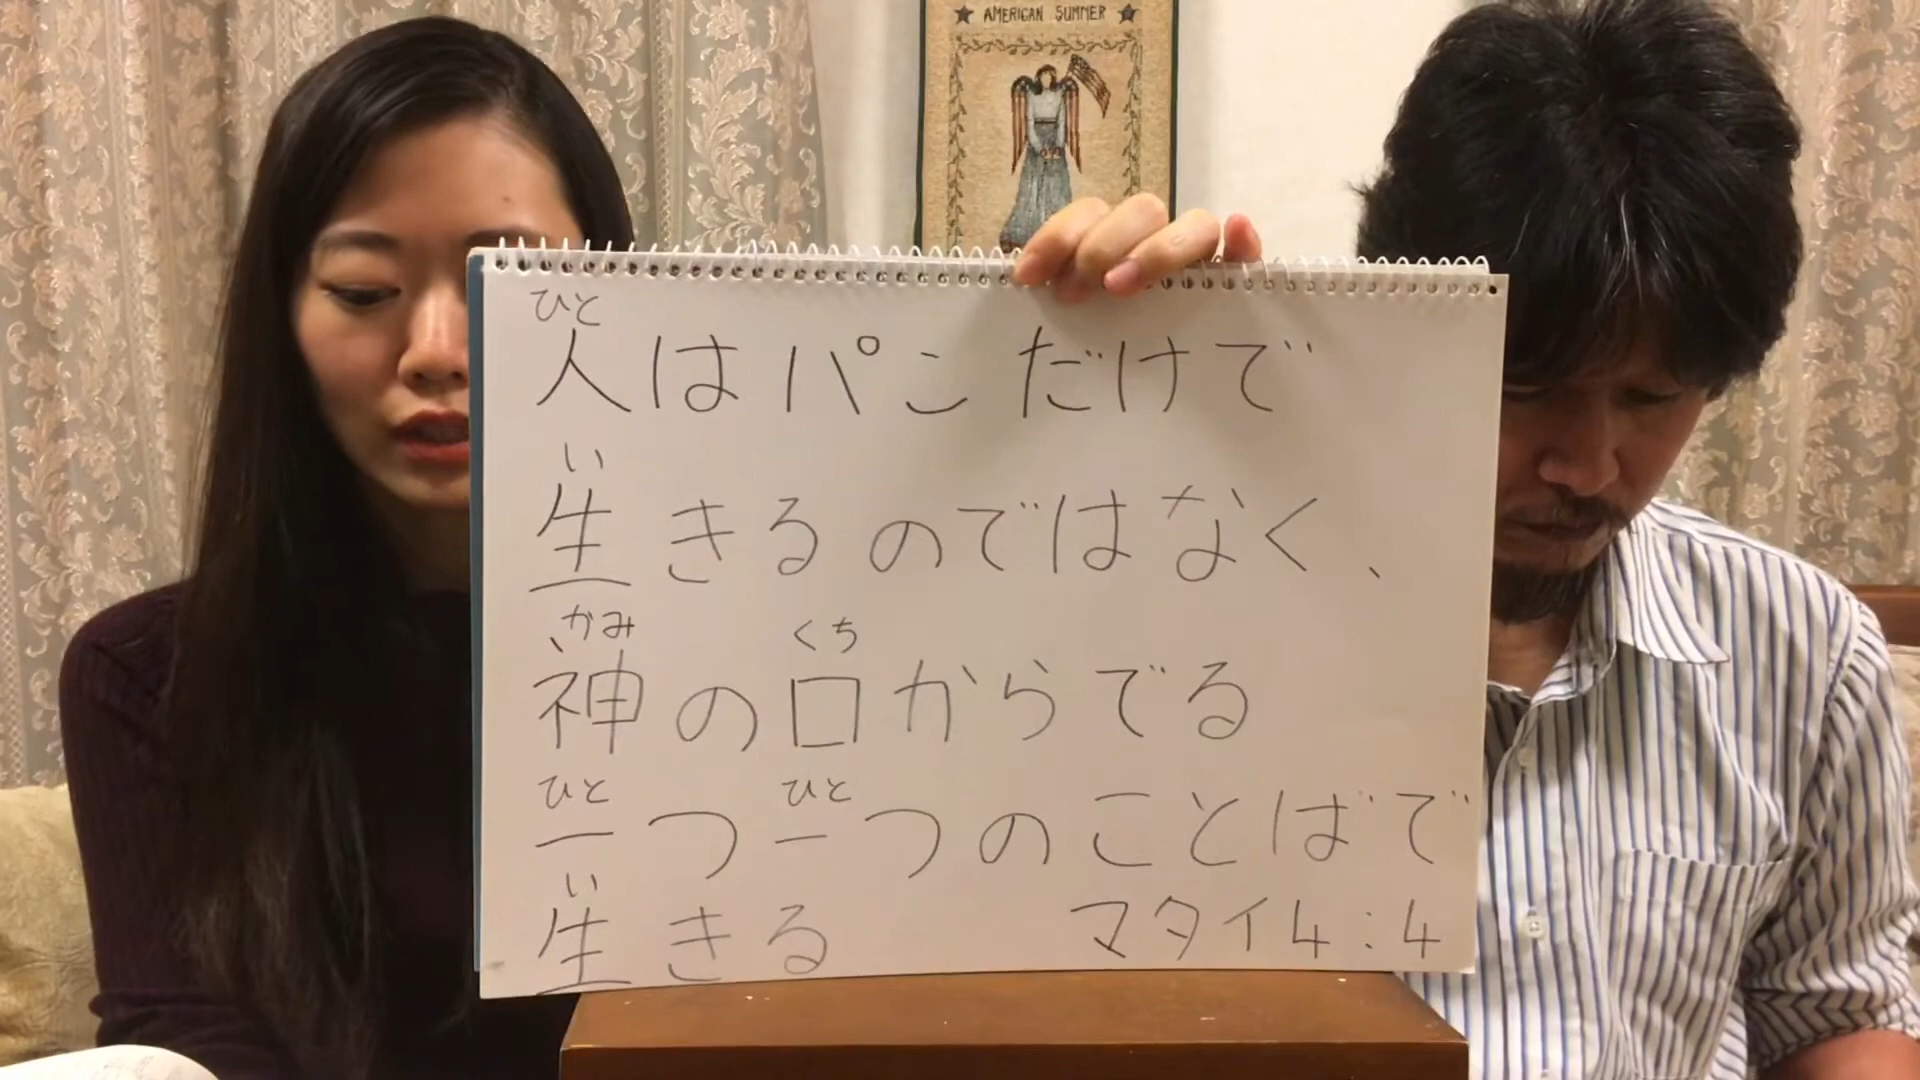 AMERICAN SUMMER
ひと
人はパンだけで
い
生きるのではなく、
かみ くち
神の口からでる
ひと ひと
一つ一つのことばで
い
生きる マタイ4:4